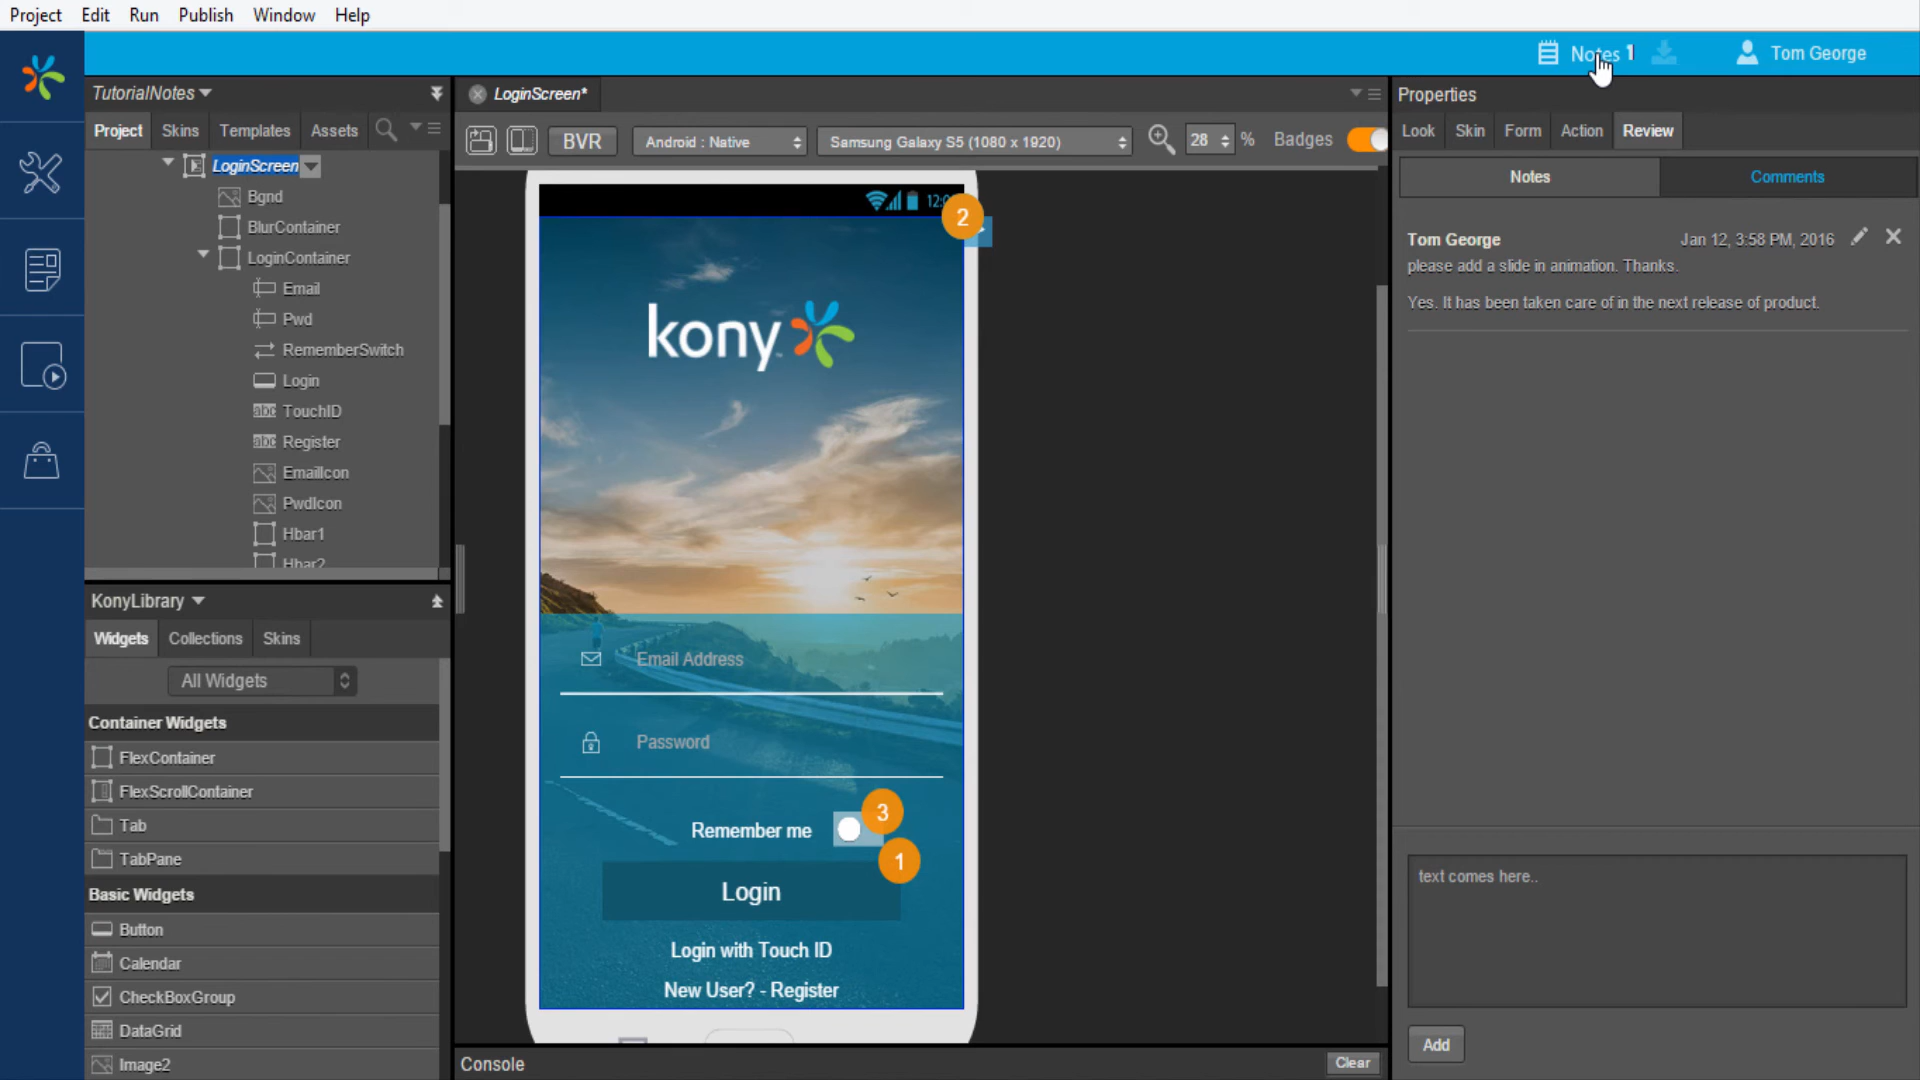 Project Edit Run Publish Window Help
Notes 1 Tom George
TutorialNotes
Project Skins Templates Assets
LoginScreen
Bgnd
BlurContainer
LoginContainer
Email
Pwd
RememberSwitch
Login
abc TouchID
abc Register
EmailIcon
PwdIcon
Hbar1
Hbar2
KonyLibrary
Widgets Collections Skins
All Widgets
Container Widgets
FlexContainer
FlexScrollContainer
Tab
TabPane
Basic Widgets
Button
Calendar
CheckBoxGroup
DataGrid
Image2
LoginScreen*
BVR Android : Native Samsung Galaxy S5 (1080 x 1920) 28 % Badges
2
kony
Email Address
Password
3
Remember me
1
Login
Login with Touch ID
New User? - Register
Console Clear
Properties
Look Skin Form Action Review
Notes Comments
Tom George Jan 12, 3:58 PM, 2016
please add a slide in animation. Thanks.
Yes. It has been taken care of in the next release of product.
text comes here..
Add